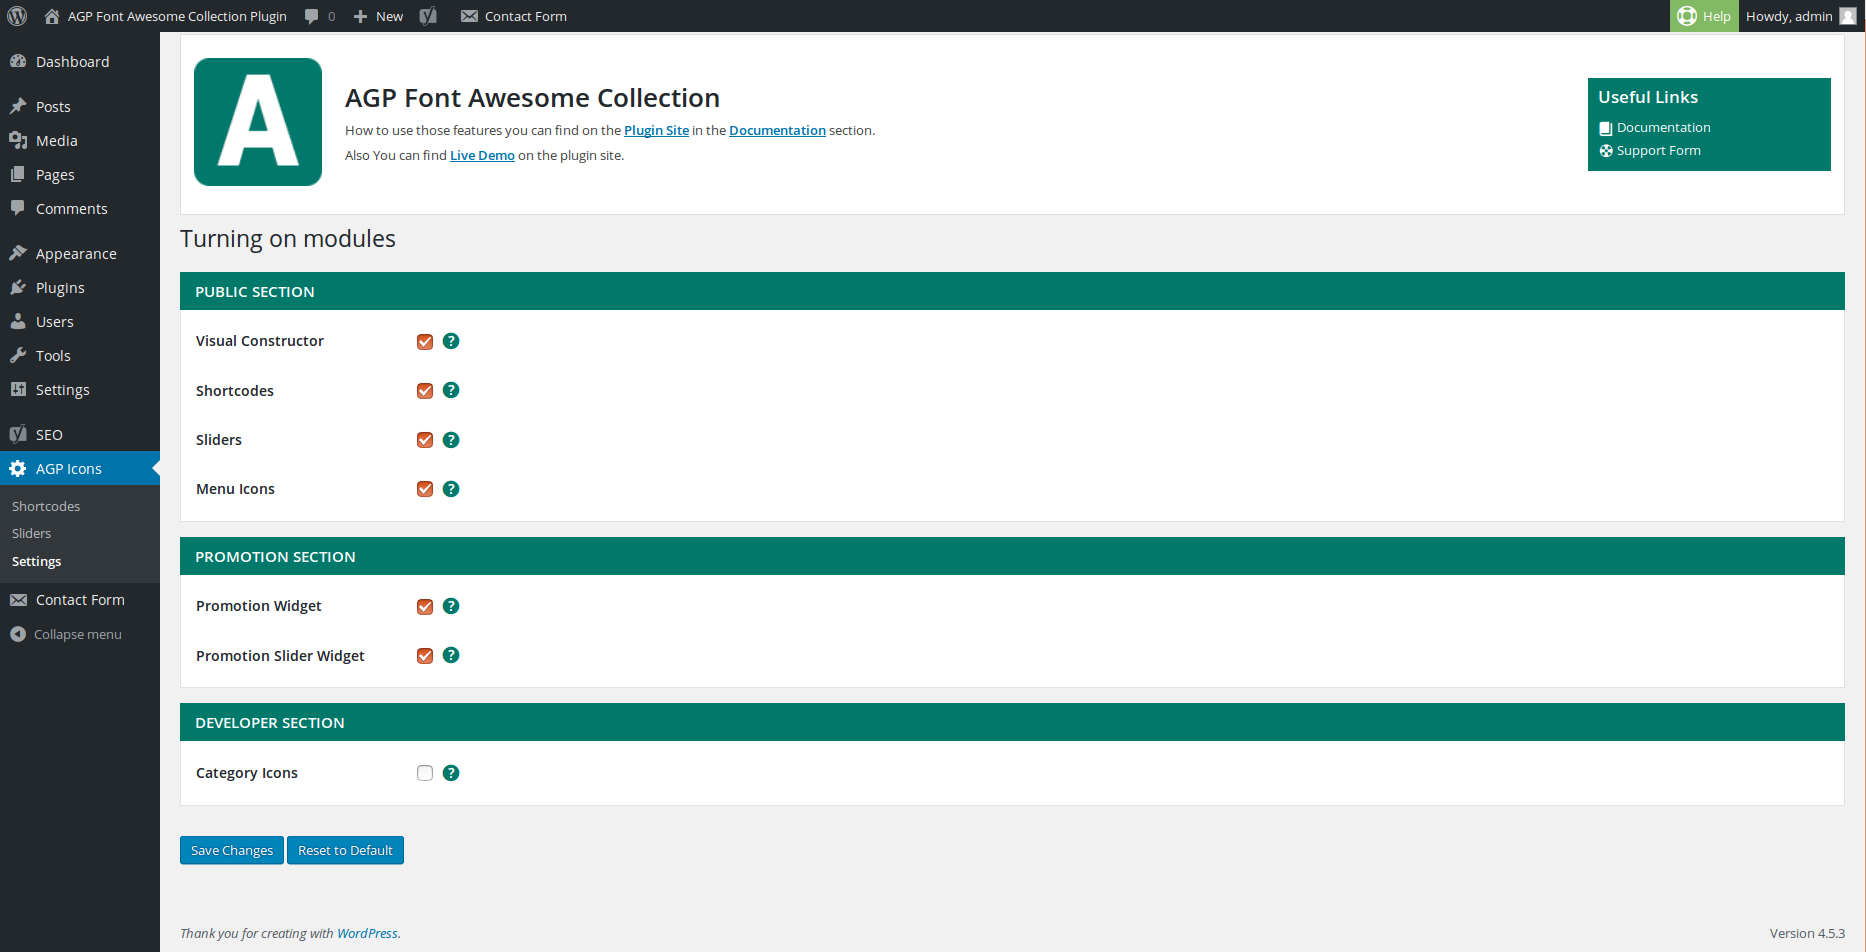 AGP Font Awesome Collection Plugin 0 New Contact Form Help Howdy, admin
Dashboard
Posts
Media
Pages
Comments
Appearance
Plugins
Users
Tools
Settings
SEO
AGP Icons
Shortcodes
Sliders
Settings
Contact Form
Collapse menu
A
AGP Font Awesome Collection
How to use those features you can find on the Plugin Site in the Documentation section.
Also You can find Live Demo on the plugin site.
Useful Links
Documentation
Support Form
Turning on modules
PUBLIC SECTION
Visual Constructor ?
Shortcodes ?
Sliders ?
Menu Icons ?
PROMOTION SECTION
Promotion Widget ?
Promotion Slider Widget ?
DEVELOPER SECTION
Category Icons ?
Save Changes Reset to Default
Thank you for creating with WordPress. Version 4.5.3